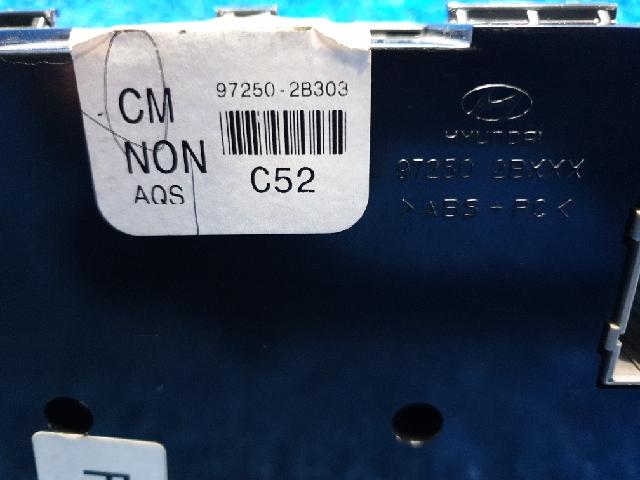 CM
NON
AQS
97250-2B303
C52
HYUNDAI
97250 2BXXX
>ABS+PC<
F